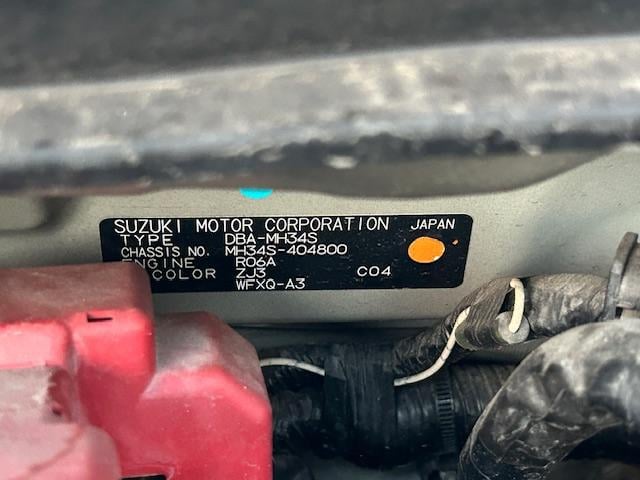 SUZUKI MOTOR CORPORATION JAPAN
TYPE DBA-MH34S
CHASSIS NO. MH34S-404800
ENGINE R06A
COLOR ZJ3 C04
WFXQ-A3